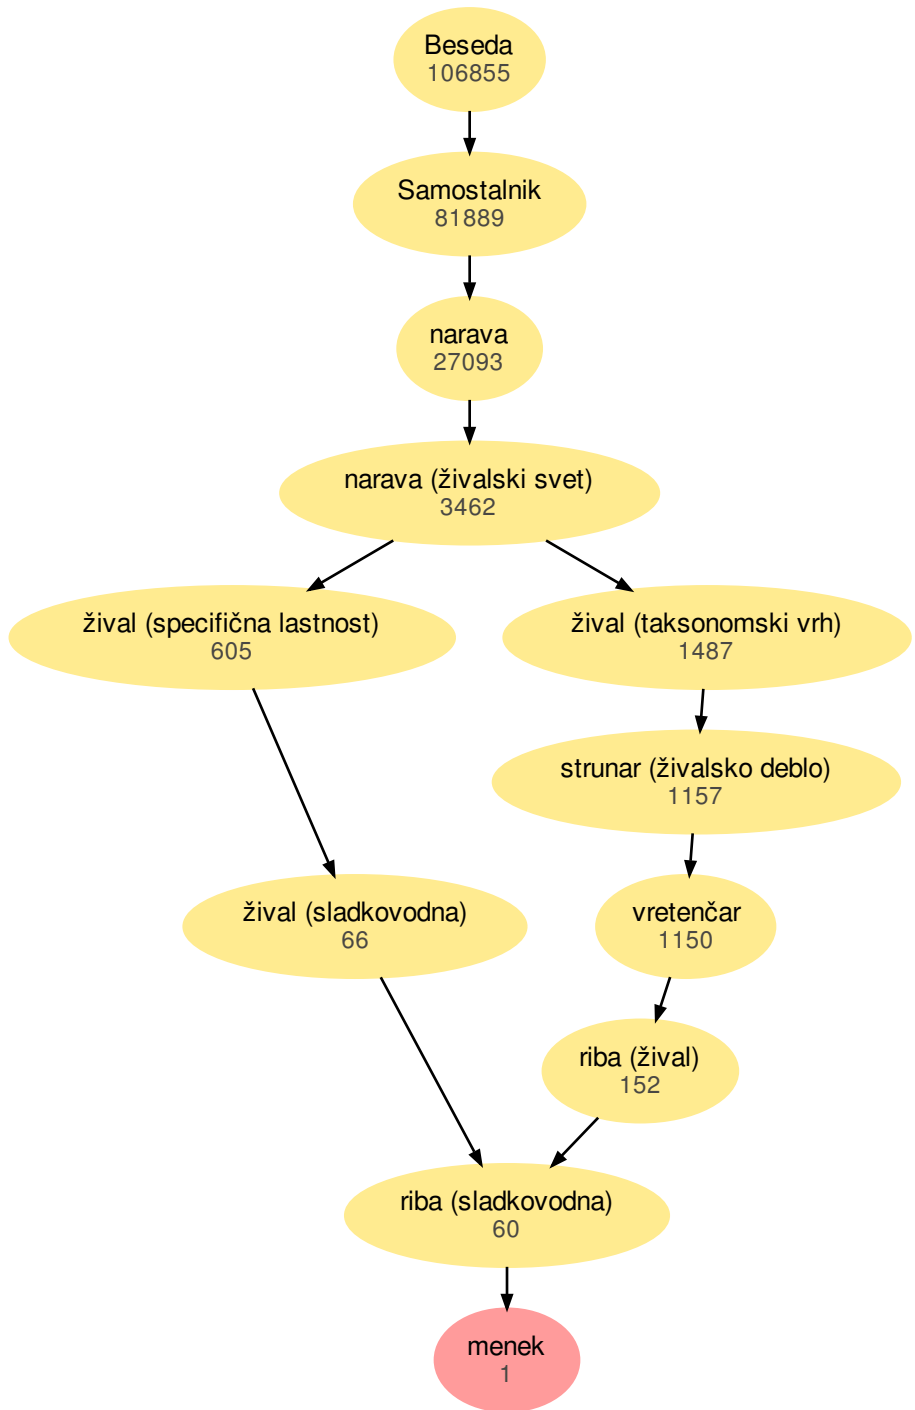 Beseda
106855
Samostalnik
81889
narava
27093
narava (živalski svet)
3462
žival (specifična lastnost)
605
žival (taksonomski vrh)
1487
strunar (živalsko deblo)
1157
žival (sladkovodna)
66
vretenčar
1150
riba (žival)
152
riba (sladkovodna)
60
menek
1